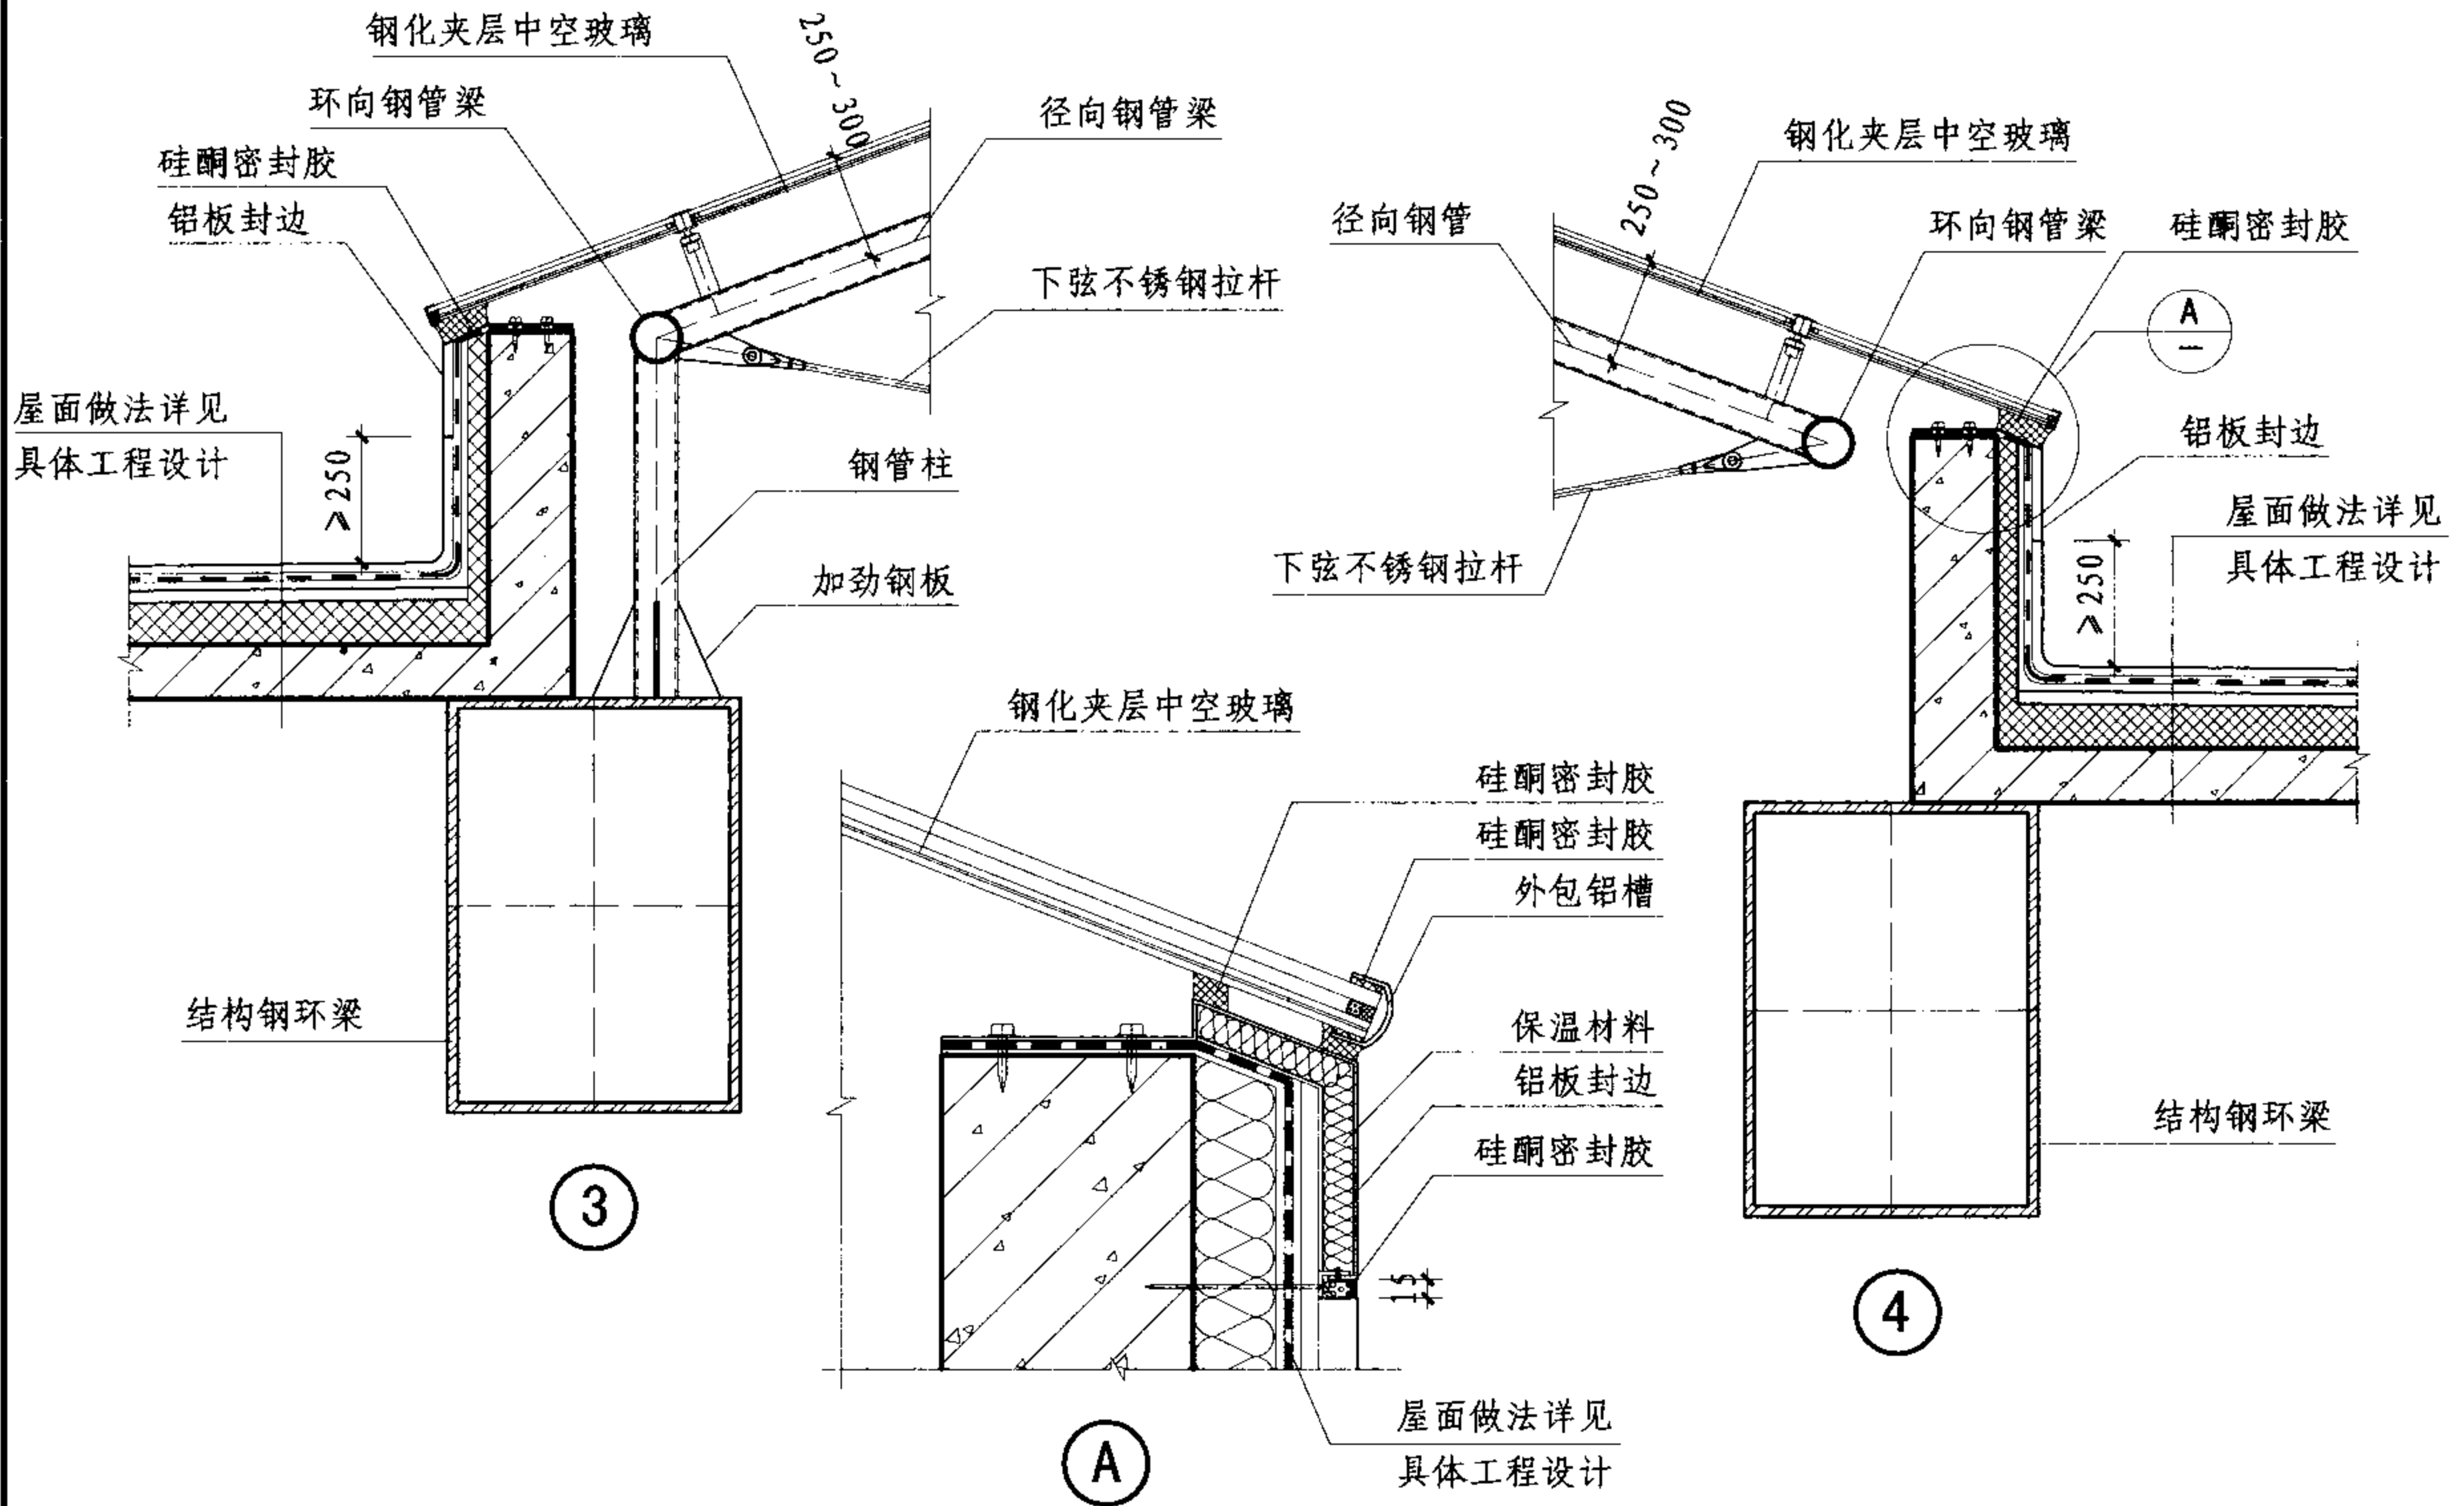 钢化夹层中空玻璃
250~300
环向钢管梁
径向钢管梁
硅酮密封胶
铝板封边
下弦不锈钢拉杆
屋面做法详见
具体工程设计
≥250
钢管柱
加劲钢板
结构钢环梁
3
250~300
钢化夹层中空玻璃
径向钢管
环向钢管梁
硅酮密封胶
A
铝板封边
屋面做法详见
具体工程设计
≥250
下弦不锈钢拉杆
结构钢环梁
4
钢化夹层中空玻璃
硅酮密封胶
硅酮密封胶
外包铝槽
保温材料
铝板封边
硅酮密封胶
15
屋面做法详见
具体工程设计
A